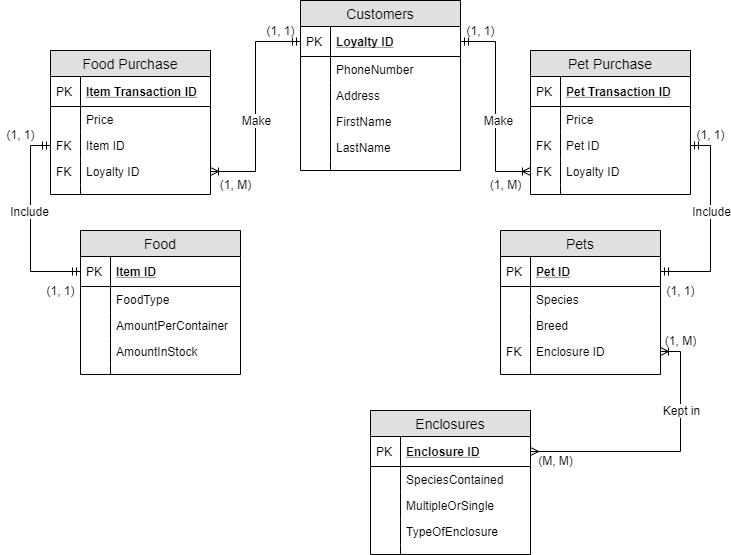 Customers
PK Loyalty ID
PhoneNumber
Address
FirstName
LastName
(1, 1)
(1, 1)
Food Purchase
PK Item Transaction ID
Price
FK Item ID
FK Loyalty ID
Make
(1, M)
Pet Purchase
PK Pet Transaction ID
Price
FK Pet ID
FK Loyalty ID
Make
(1, M)
(1, 1)
Include
(1, 1)
Food
PK Item ID
FoodType
AmountPerContainer
AmountInStock
(1, 1)
Include
(1, 1)
Pets
PK Pet ID
Species
Breed
FK Enclosure ID
(1, M)
Kept in
(M, M)
Enclosures
PK Enclosure ID
SpeciesContained
MultipleOrSingle
TypeOfEnclosure